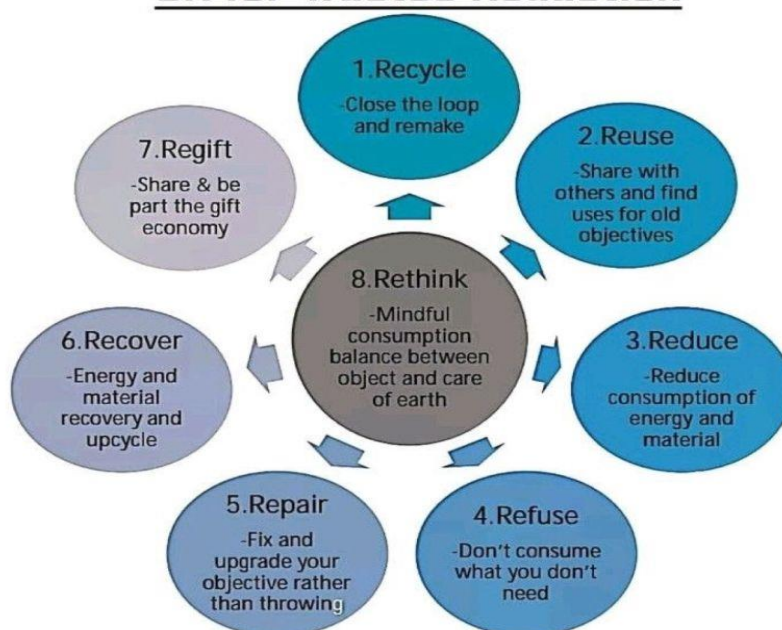 1.Recycle
-Close the loop
and remake
2.Reuse
-Share with
others and find
uses for old
objectives
3.Reduce
-Reduce
consumption of
energy and
material
4.Refuse
-Don't consume
what you don't
need
5.Repair
-Fix and
upgrade your
objective rather
than throwing
6.Recover
-Energy and
material
recovery and
upcycle
7.Regift
-Share & be
part the gift
economy
8.Rethink
-Mindful
consumption
balance between
object and care
of earth